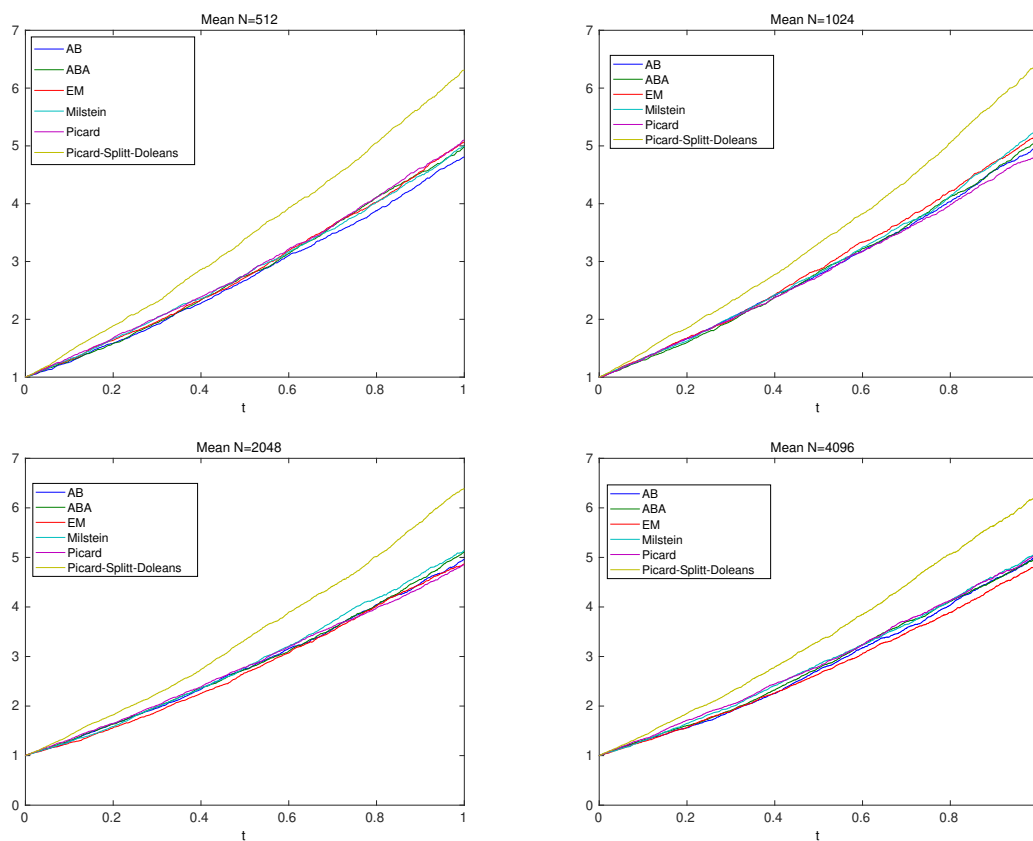 Mean N=512
7
6
5
4
3
2
1
AB
ABA
EM
Milstein
Picard
Picard-Splitt-Doleans
0
0.2
0.4
0.6
0.8
1
t
Mean N=1024
7
6
5
4
3
2
1
AB
ABA
EM
Milstein
Picard
Picard-Splitt-Doleans
0
0.2
0.4
0.6
0.8
t
Mean N=2048
7
6
5
4
3
2
1
0
AB
ABA
EM
Milstein
Picard
Picard-Splitt-Doleans
0
0.2
0.4
0.6
0.8
1
t
Mean N=4096
7
6
5
4
3
2
1
0
AB
ABA
EM
Milstein
Picard
Picard-Splitt-Doleans
0
0.2
0.4
0.6
0.8
t